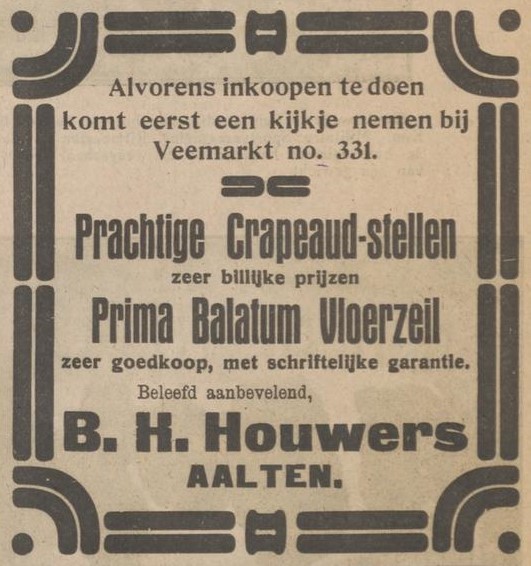 Alvorens inkoopen te doen
komt eerst een kijkje nemen bij
Veemarkt no. 331.
Prachtige Crapeaud-stellen
zeer billijke prijzen
Prima Balatum Vloerzeil
zeer goedkoop, met schriftelijke garantie.
Beleefd aanbevelend,
B. H. Houwers
AALTEN.